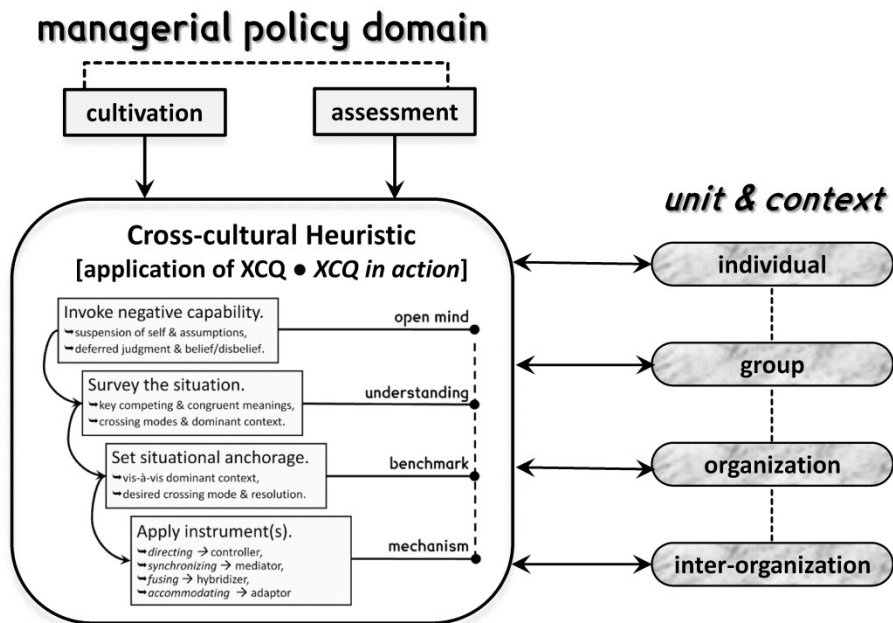 managerial policy domain
cultivation
assessment
Cross-cultural Heuristic
[application of XCQ ● XCQ in action]
Invoke negative capability.
➥suspension of self & assumptions,
➥deferred judgment & belief/disbelief.
open mind
Survey the situation.
➥key competing & congruent meanings,
➥crossing modes & dominant context.
understanding
Set situational anchorage.
➥vis-à-vis dominant context,
➥desired crossing mode & resolution.
benchmark
Apply instrument(s).
➥directing → controller,
➥synchronizing → mediator,
➥fusing → hybridizer,
➥accommodating → adaptor
mechanism
unit & context
individual
group
organization
inter-organization